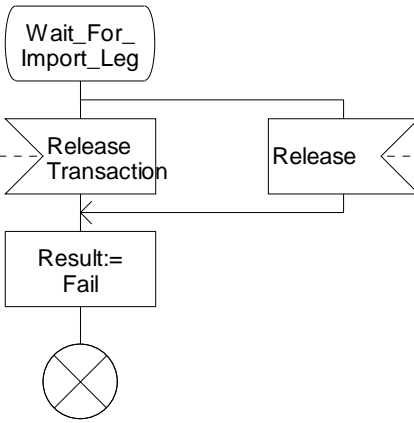 Wait_For_
Import_Leg
Release
Transaction
Release
Result:=
Fail